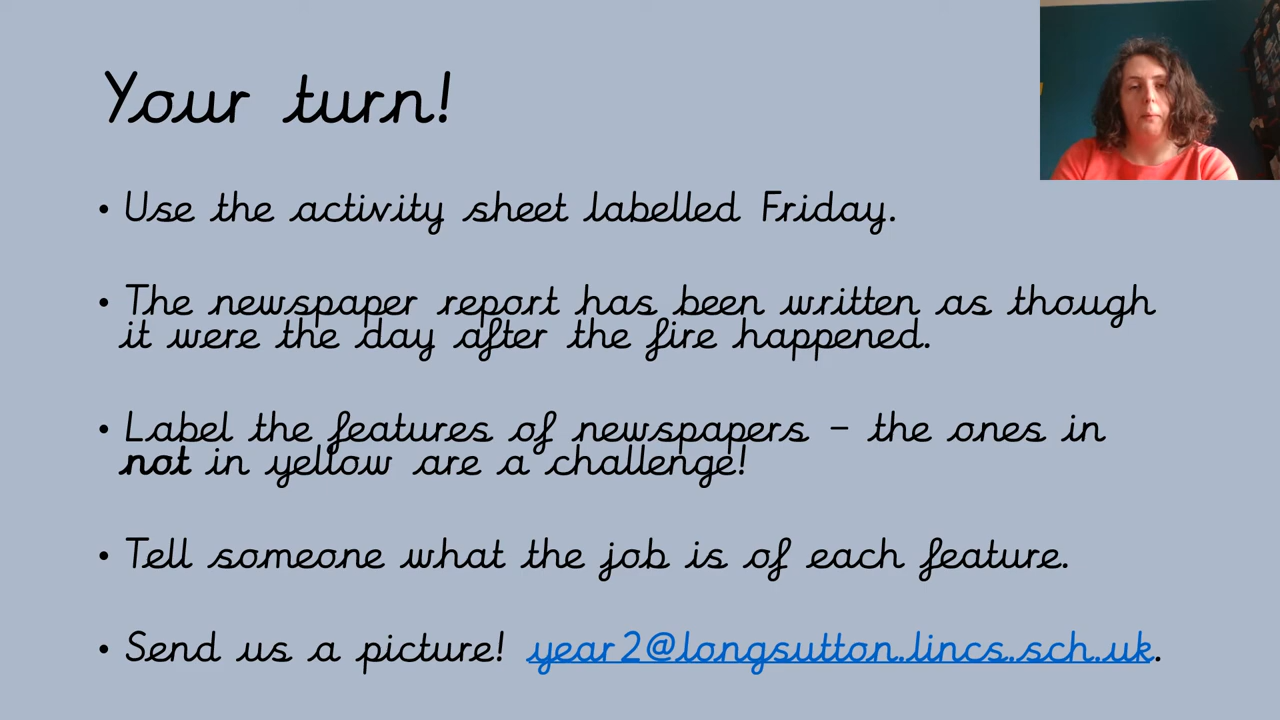 Your turn!
• Use the activity sheet labelled Friday.
• The newspaper report has been written as though
it were the day after the fire happened.
• Label the features of newspapers – the ones in
not in yellow are a challenge!
• Tell someone what the job is of each feature.
• Send us a picture! year2@longsutton.lincs.sch.uk.